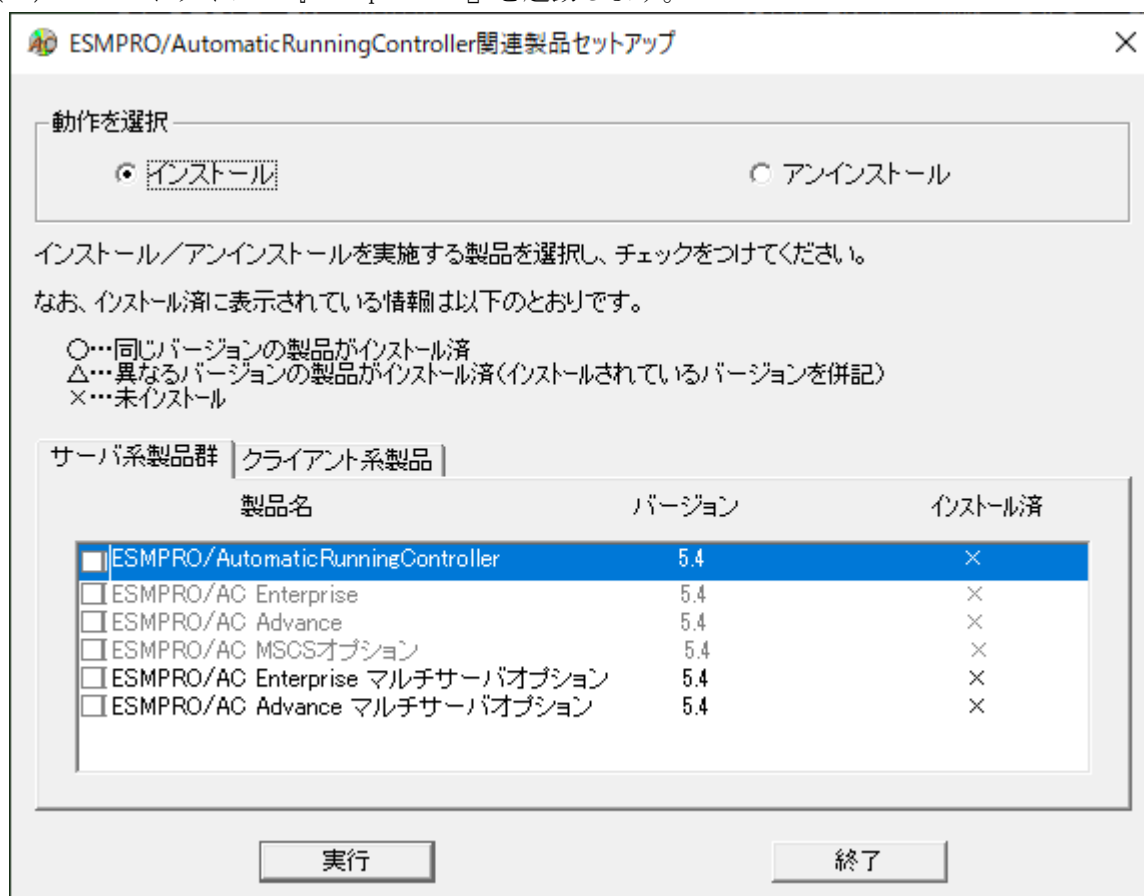 ESMPRO/AutomaticRunningController関連製品セットアップ
動作を選択
インストール
アンインストール
インストール／アンインストールを実施する製品を選択し、チェックをつけてください。
なお、インストール済に表示されている情報は以下のとおりです。
○…同じバージョンの製品がインストール済
△…異なるバージョンの製品がインストール済(インストールされているバージョンを併記)
×…未インストール
サーバ系製品群 クライアント系製品
製品名 バージョン インストール済
ESMPRO/AutomaticRunningController 5.4 ×
ESMPRO/AC Enterprise 5.4 ×
ESMPRO/AC Advance 5.4 ×
ESMPRO/AC MSCSオプション 5.4 ×
ESMPRO/AC Enterprise マルチサーバオプション 5.4 ×
ESMPRO/AC Advance マルチサーバオプション 5.4 ×
実行
終了